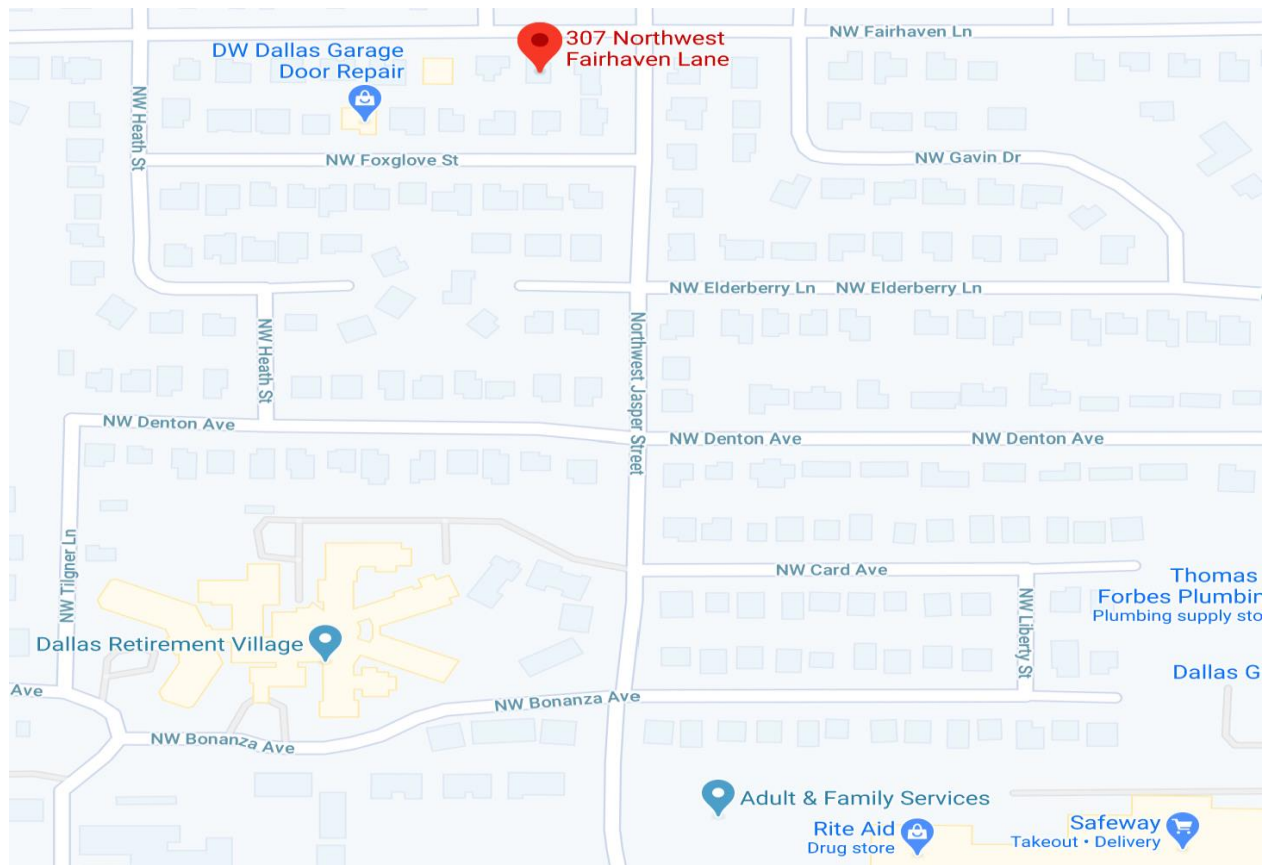 NW Fairhaven Ln
307 Northwest
Fairhaven Lane
DW Dallas Garage
Door Repair
NW Heath St
NW Foxglove St
NW Gavin Dr
NW Elderberry Ln
NW Elderberry Ln
NW Heath St
Northwest Jasper Street
NW Denton Ave
NW Denton Ave
NW Denton Ave
NW Tilgner Ln
NW Card Ave
Thomas
Forbes Plumbin
Plumbing supply sto
NW Liberty St
Dallas Retirement Village
Dallas G
Ave
NW Bonanza Ave
NW Bonanza Ave
Adult & Family Services
Rite Aid
Drug store
Safeway
Takeout • Delivery